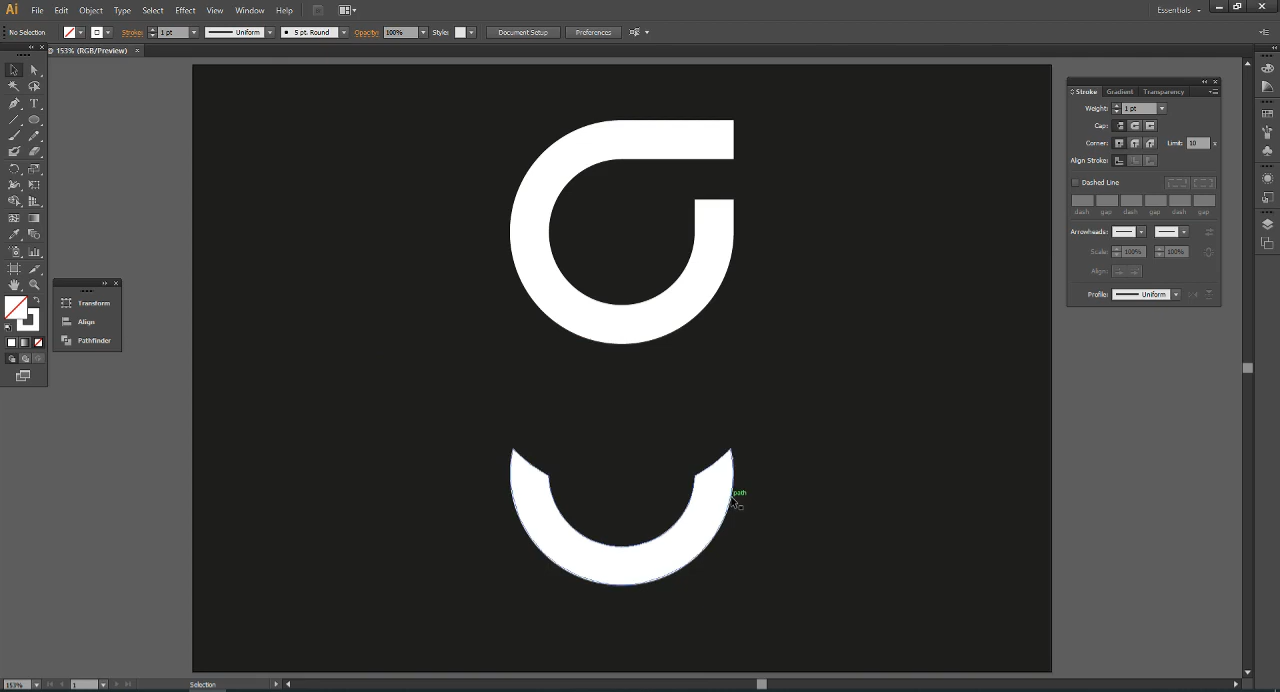 Ai File Edit Object Type Select Effect View Window Help Essentials
No Selection Stroke: 1 pt Uniform 5 pt. Round Opacity: 100% Style: Document Setup Preferences
153% (RGB/Preview) ×
Stroke Gradient Transparency
Weight: 1 pt
Cap:
Corner: Limit: 10
Align Stroke:
Dashed Line
dash gap dash gap dash gap
Arrowheads:
Scale: 100% 100%
Align:
Profile: Uniform
Transform
Align
Pathfinder
path
153% 1 Selection